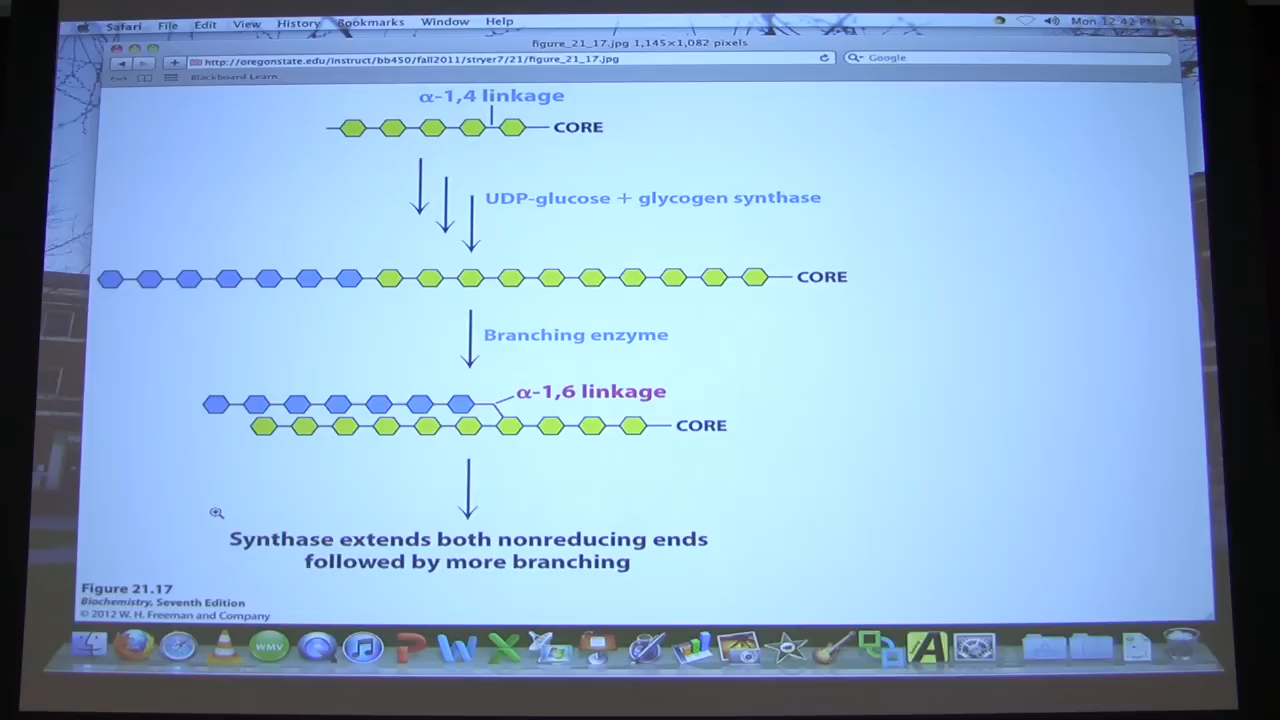 Safari File Edit View History Bookmarks Window Help
Mon 12:42 PM
figure_21_17.jpg 1,145×1,082 pixels
http://oregonstate.edu/instruct/bb450/fall2011/stryer7/21/figure_21_17.jpg
Google
Blackboard Learn
α-1,4 linkage
CORE
UDP-glucose + glycogen synthase
CORE
Branching enzyme
α-1,6 linkage
CORE
Synthase extends both nonreducing ends
followed by more branching
Figure 21.17
Biochemistry, Seventh Edition
© 2012 W. H. Freeman and Company
WMV